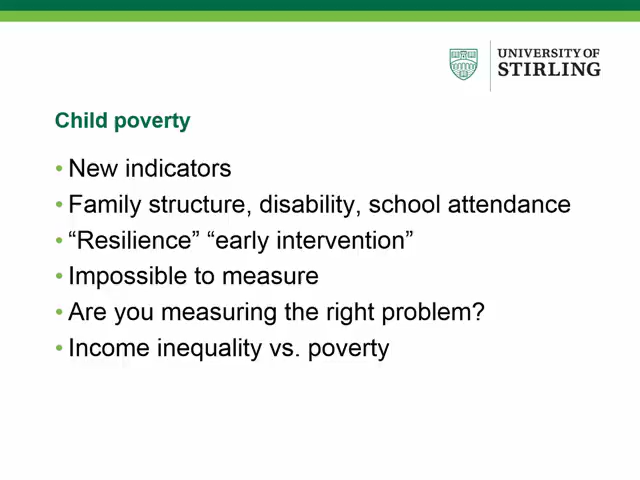 UNIVERSITY OF
STIRLING
Child poverty
• New indicators
• Family structure, disability, school attendance
• “Resilience” “early intervention”
• Impossible to measure
• Are you measuring the right problem?
• Income inequality vs. poverty